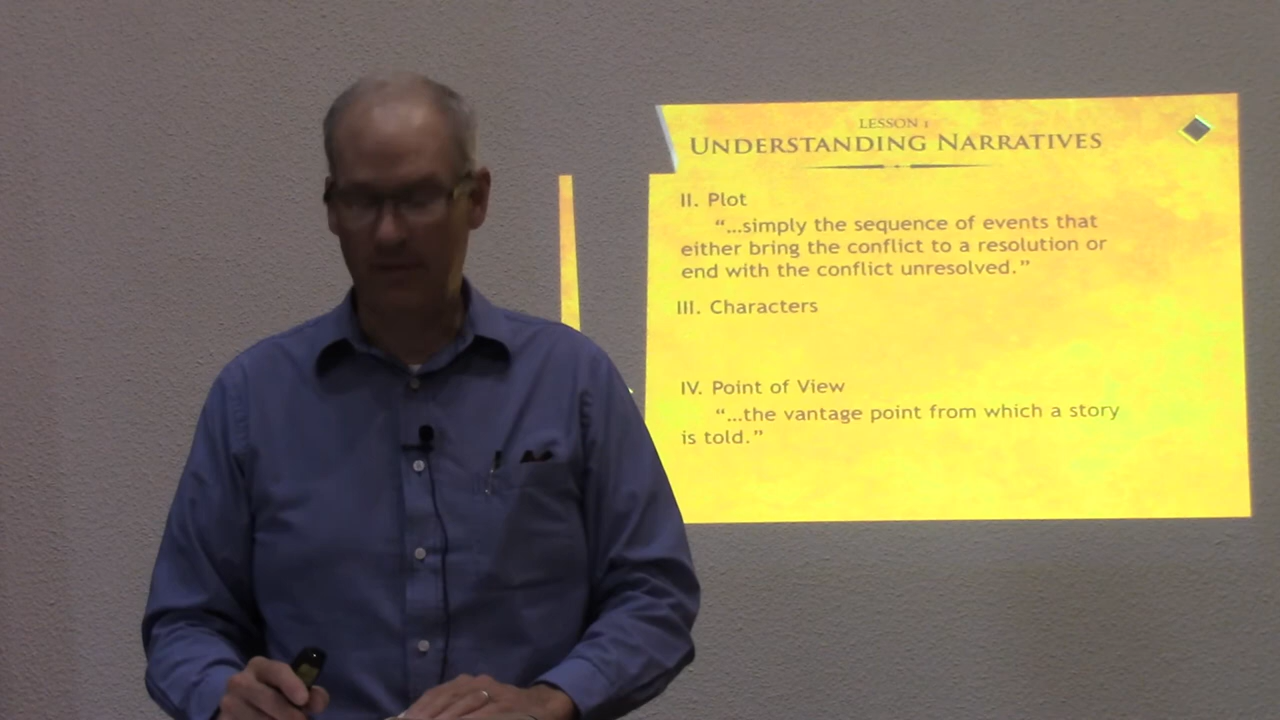 LESSON 1
UNDERSTANDING NARRATIVES
II. Plot
"...simply the sequence of events that
either bring the conflict to a resolution or
end with the conflict unresolved."
III. Characters
IV. Point of View
"...the vantage point from which a story
is told."